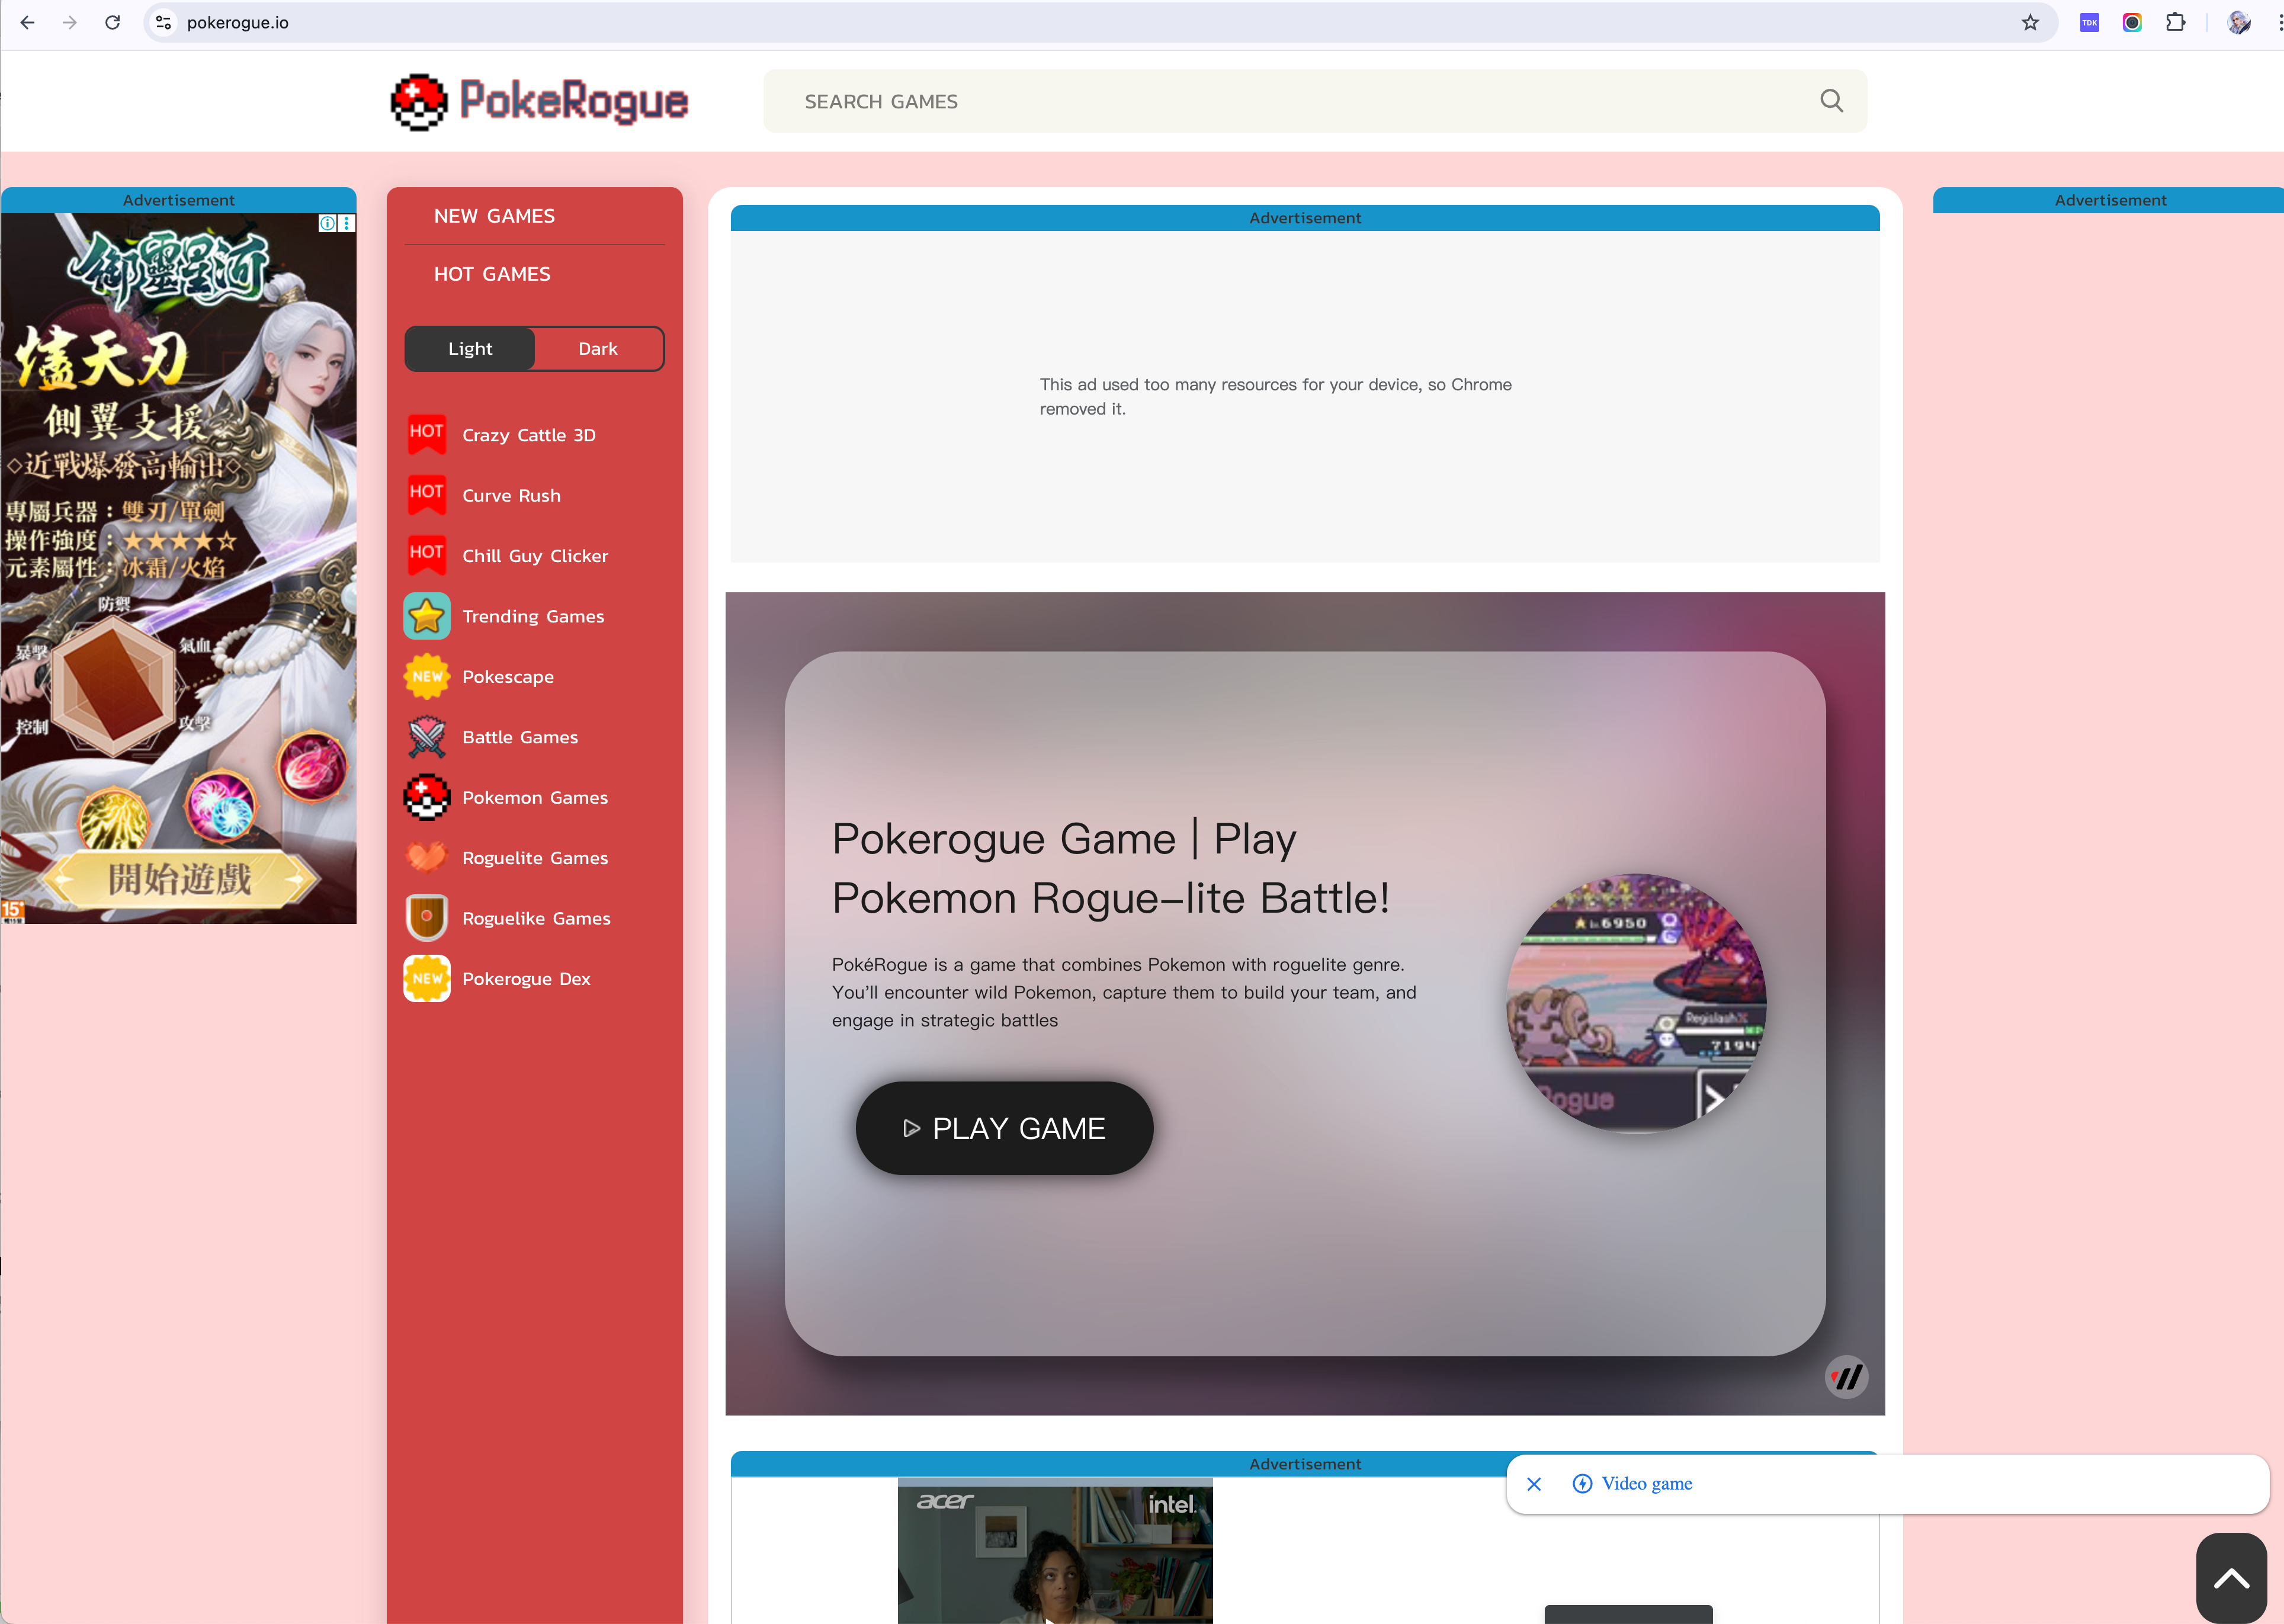 pokerogue.io
TDK
PokeRogue
SEARCH GAMES
Advertisement
御靈星河
燼天刃
側翼支援
◇近戰爆發高輸出◇
專屬兵器：雙刃/單劍
操作強度：★★★★☆
元素屬性：冰霜/火焰
防禦
暴擊
氣血
控制
攻擊
開始遊戲
15+
NEW GAMES
HOT GAMES
Light
Dark
HOT
Crazy Cattle 3D
HOT
Curve Rush
HOT
Chill Guy Clicker
Trending Games
NEW
Pokescape
Battle Games
Pokemon Games
Roguelite Games
Roguelike Games
NEW
Pokerogue Dex
Advertisement
This ad used too many resources for your device, so Chrome
removed it.
Pokerogue Game | Play
Pokemon Rogue-lite Battle!
PokéRogue is a game that combines Pokemon with roguelite genre.
You'll encounter wild Pokemon, capture them to build your team, and
engage in strategic battles
PLAY GAME
6950
Regislash
7194
Rogue
Advertisement
acer
intel.
Video game
Advertisement